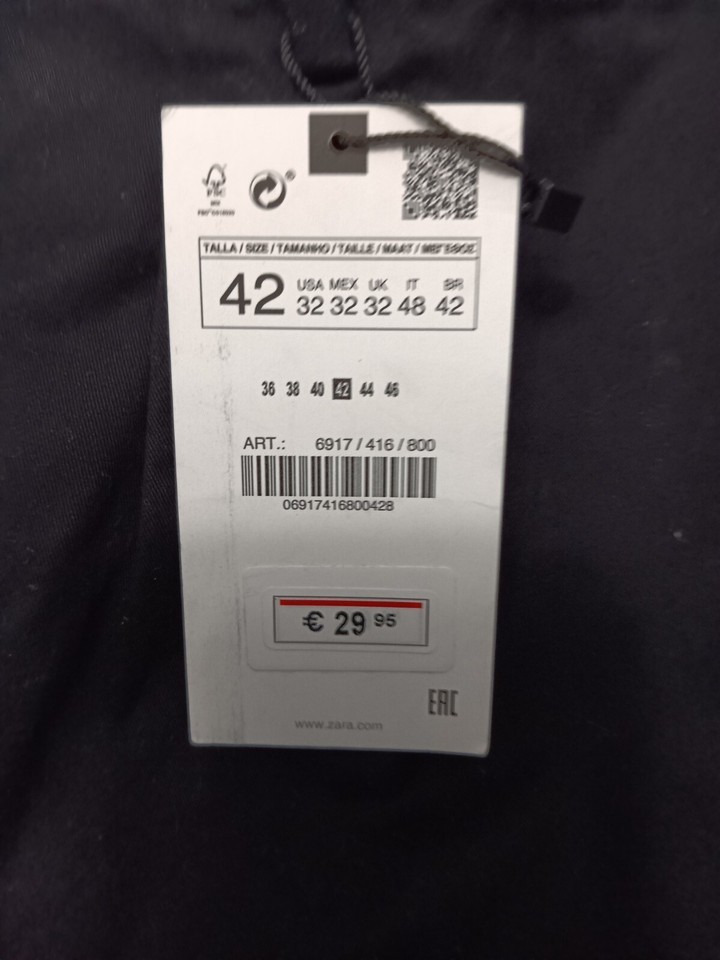 FSC
®
TALLA / SIZE / TAMANHO / TAILLE / MAAT /
42
USA MEX UK IT BR
32 32 32 48 42
36 38 40 42 44 46
ART.: 6917 / 416 / 800
06917416800428
€ 29 95
EAC
www.zara.com